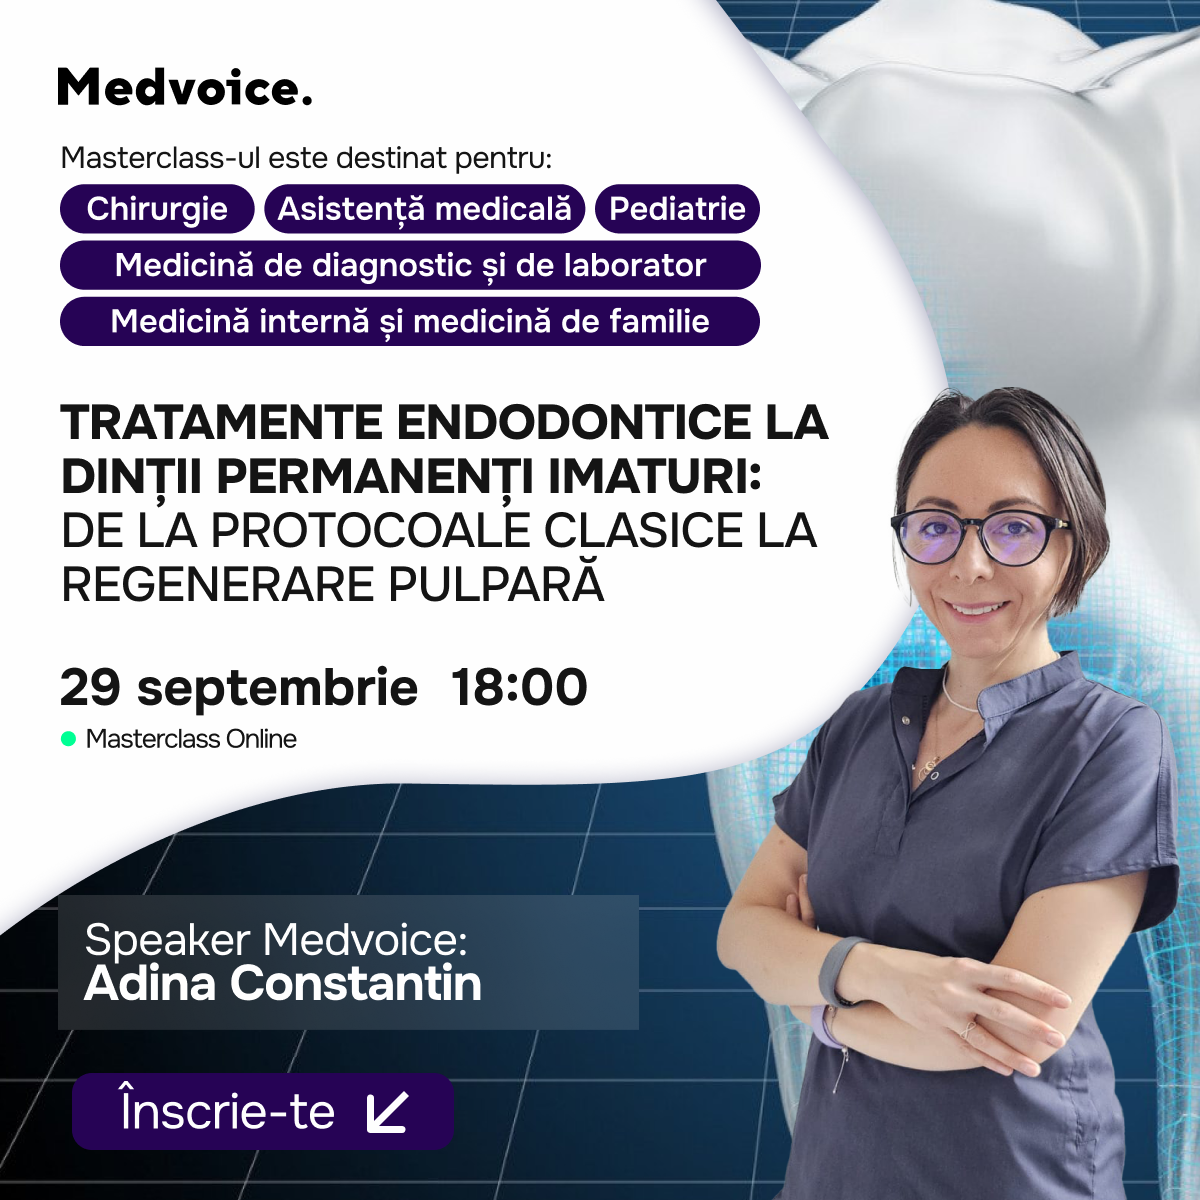 Medvoice.
Masterclass-ul este destinat pentru:
Chirurgie Asistență medicală Pediatrie
Medicină de diagnostic și de laborator
Medicină internă și medicină de familie
TRATAMENTE ENDODONTICE LA
DINȚII PERMANENȚI IMATURI:
DE LA PROTOCOALE CLASICE LA
REGENERARE PULPARĂ
29 septembrie 18:00
Masterclass Online
Speaker Medvoice:
Adina Constantin
Înscrie-te